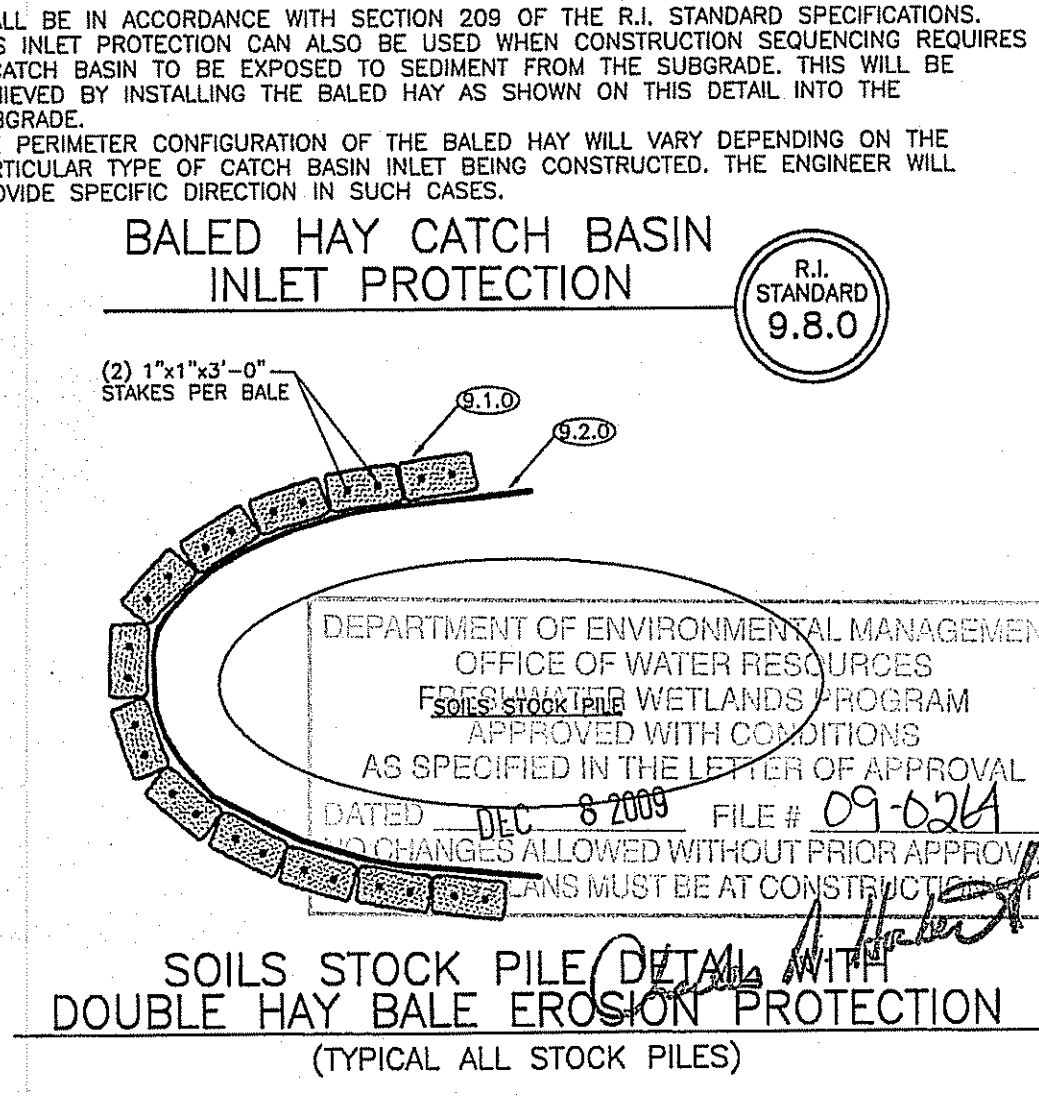 ALL BE IN ACCORDANCE WITH SECTION 209 OF THE R.I. STANDARD SPECIFICATIONS.
S INLET PROTECTION CAN ALSO BE USED WHEN CONSTRUCTION SEQUENCING REQUIRES
CATCH BASIN TO BE EXPOSED TO SEDIMENT FROM THE SUBGRADE. THIS WILL BE
HIEVED BY INSTALLING THE BALED HAY AS SHOWN ON THIS DETAIL INTO THE
BGRADE.
E PERIMETER CONFIGURATION OF THE BALED HAY WILL VARY DEPENDING ON THE
RTICULAR TYPE OF CATCH BASIN INLET BEING CONSTRUCTED. THE ENGINEER WILL
OVIDE SPECIFIC DIRECTION IN SUCH CASES.
BALED HAY CATCH BASIN
INLET PROTECTION
R.I.
STANDARD
9.8.0
(2) 1"x1"x3'-0"
STAKES PER BALE
9.1.0
9.2.0
DEPARTMENT OF ENVIRONMENTAL MANAGEMEN
OFFICE OF WATER RESOURCES
FRESHWATER WETLANDS PROGRAM
SOILS STOCK PILE
APPROVED WITH CONDITIONS
AS SPECIFIED IN THE LETTER OF APPROVAL
DATED DEC 8 2009 FILE # 09-0264
NO CHANGES ALLOWED WITHOUT PRIOR APPROVA
LANS MUST BE AT CONSTRUCTION
SOILS STOCK PILE DETAIL WITH
DOUBLE HAY BALE EROSION PROTECTION
(TYPICAL ALL STOCK PILES)